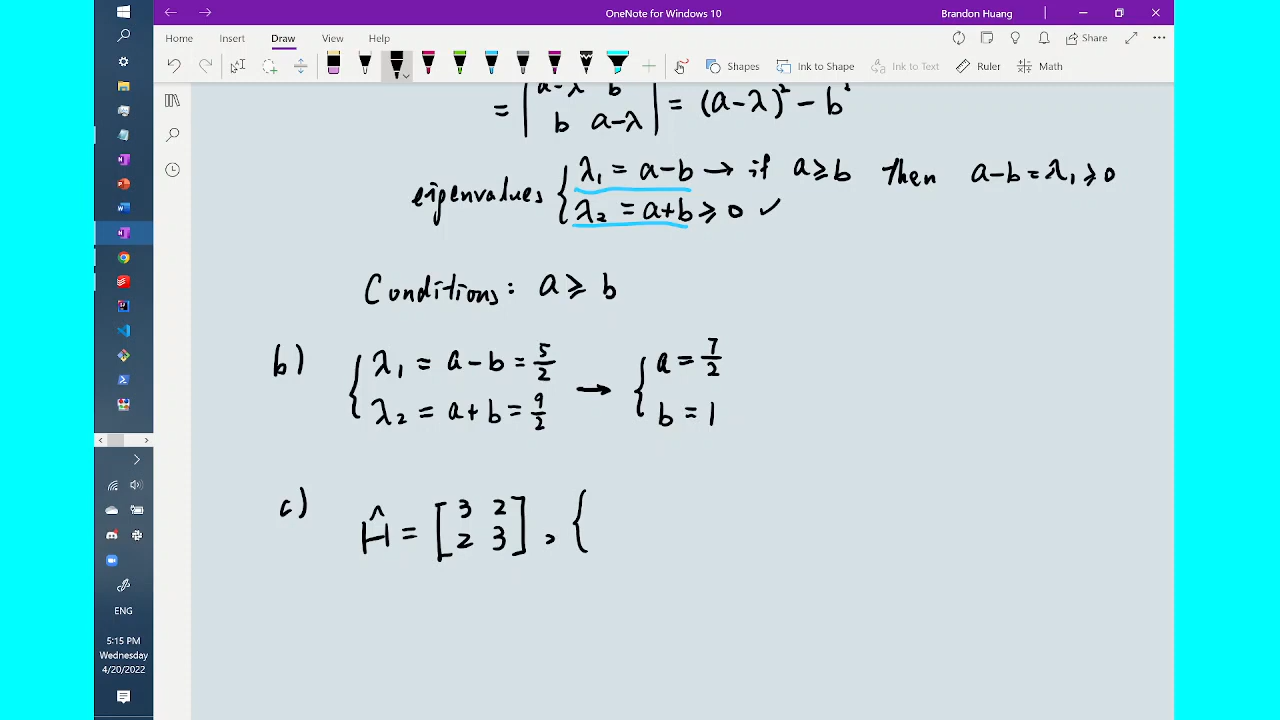 OneNote for Windows 10
Brandon Huang
Home Insert Draw View Help
Share
Shapes Ink to Shape Ink to Text Ruler Math
= | a-λ b | = (a-λ)² - b²
b a-λ
eigenvalues { λ₁ = a-b → if a ≥ b then a-b = λ₁ ≥ 0
λ₂ = a+b ≥ 0 ✓
Conditions: a ≥ b
b) { λ₁ = a-b = 5/2 → { a = 7/2
λ₂ = a+b = 9/2 b = 1
c) Ĥ = [ 3 2 ] , {
2 3
ENG
5:15 PM
Wednesday
4/20/2022